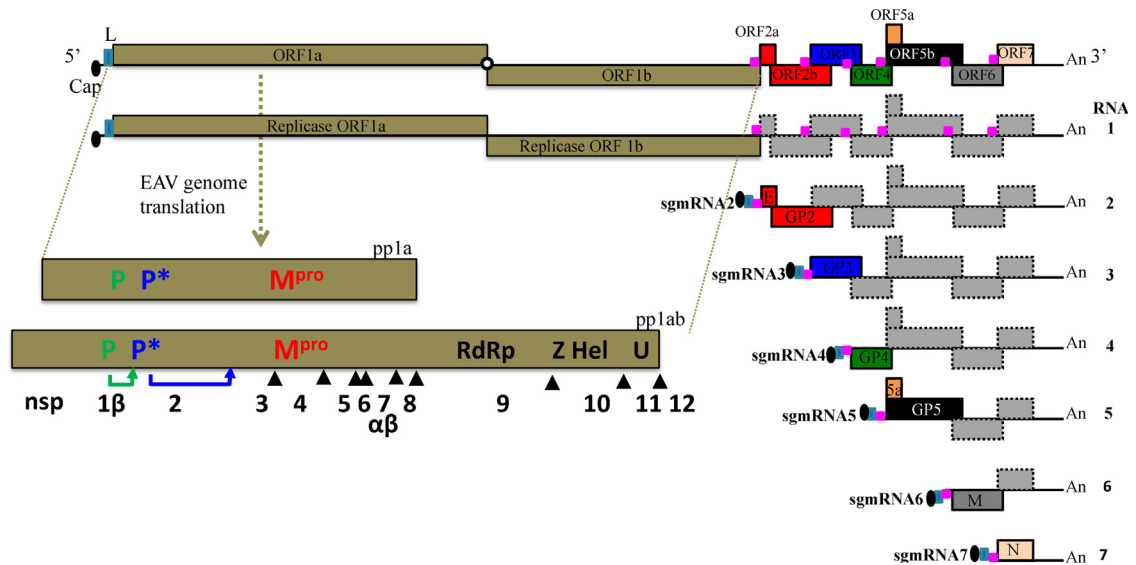 L
ORF5a
ORF2a
5’
ORF1a
ORF3
ORF5b
ORF7
An 3’
Cap
ORF1b
ORF2b
ORF4
ORF6
RNA
Replicase ORF1a
An 1
Replicase ORF 1b
EAV genome
translation
sgmRNA2
E
GP2
An 2
pp1a
P P* Mpro
sgmRNA3
GP3
An 3
pp1ab
P P* Mpro RdRp Z Hel U
sgmRNA4
GP4
An 4
nsp 1β 2 3 4 5 6 7 8 9 10 11 12
αβ
5a
sgmRNA5
GP5
An 5
sgmRNA6
M
An 6
sgmRNA7
N
An 7